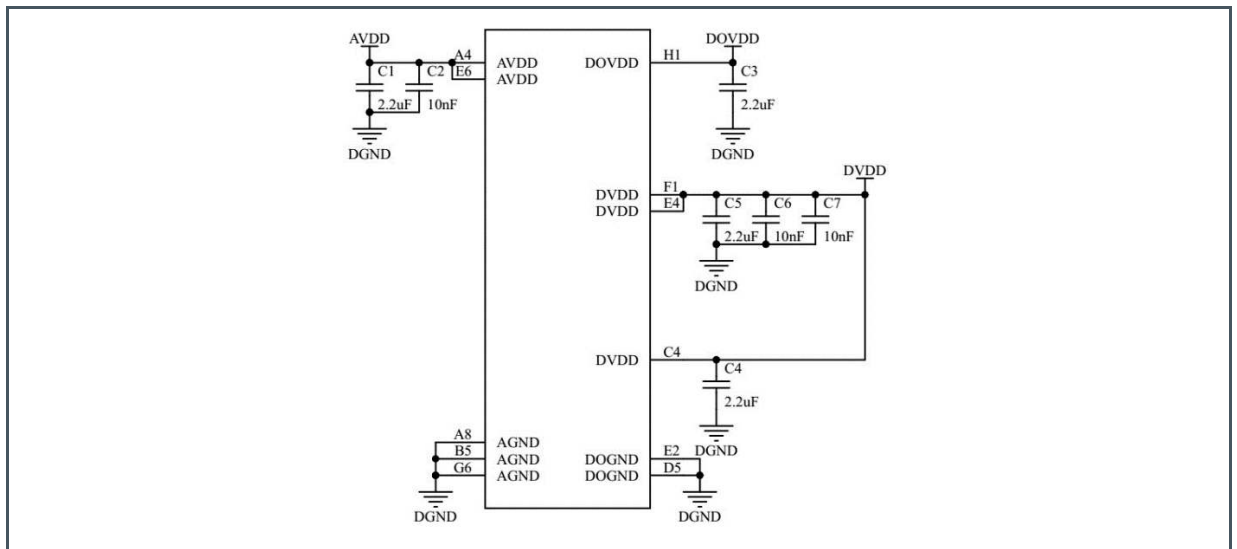 AVDD
A4
E6
AVDD
AVDD
C1
C2
2.2uF
10nF
DGND
DOVDD
H1
DOVDD
C3
2.2uF
DGND
DVDD
DVDD
DVDD
F1
E4
C5
C6
C7
2.2uF
10nF
10nF
DGND
DVDD
C4
C4
2.2uF
DGND
A8
B5
G6
AGND
AGND
AGND
DGND
DOGND
DOGND
E2
D5
DGND